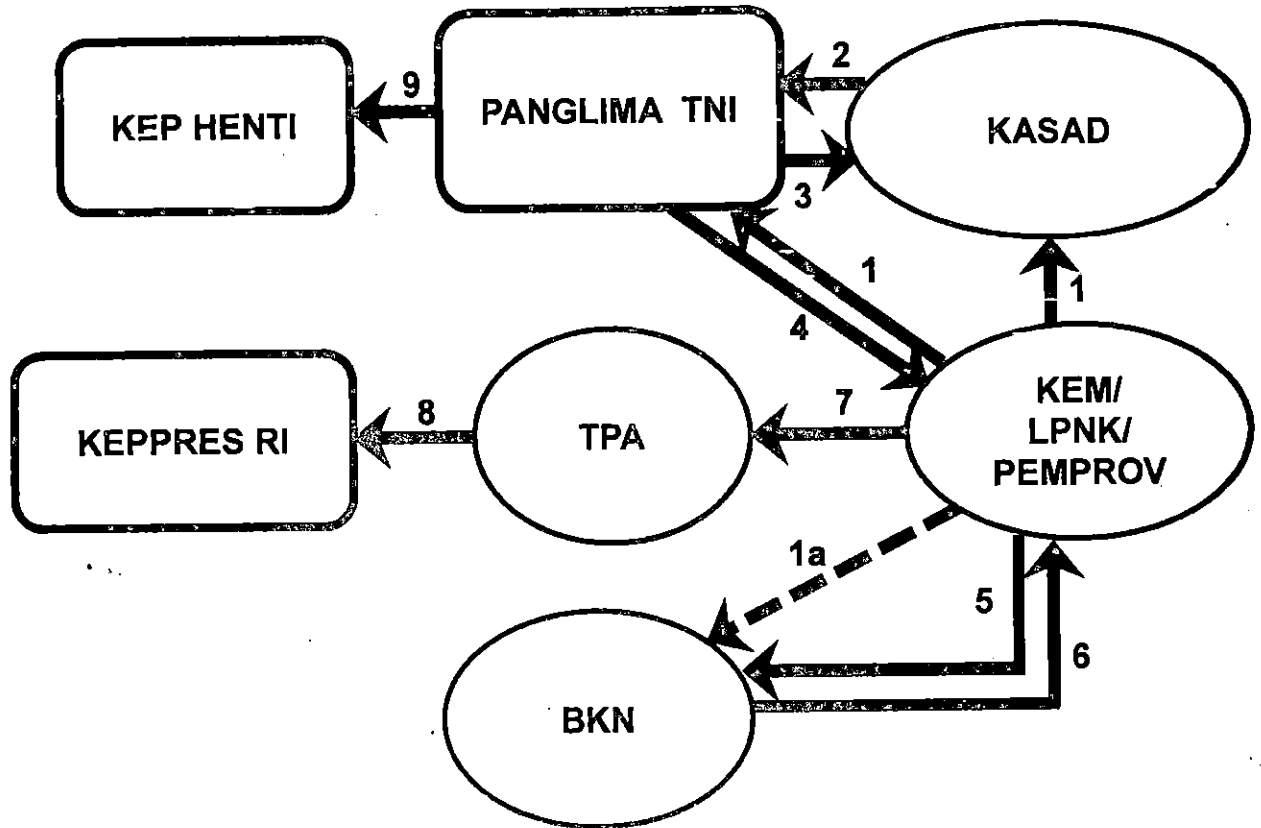 KEP HENTI
9
PANGLIMA TNI
2
3
KASAD
1
4
1
KEPPRES RI
8
TPA
7
KEM/
LPNK/
PEMPROV
1a
5
6
BKN